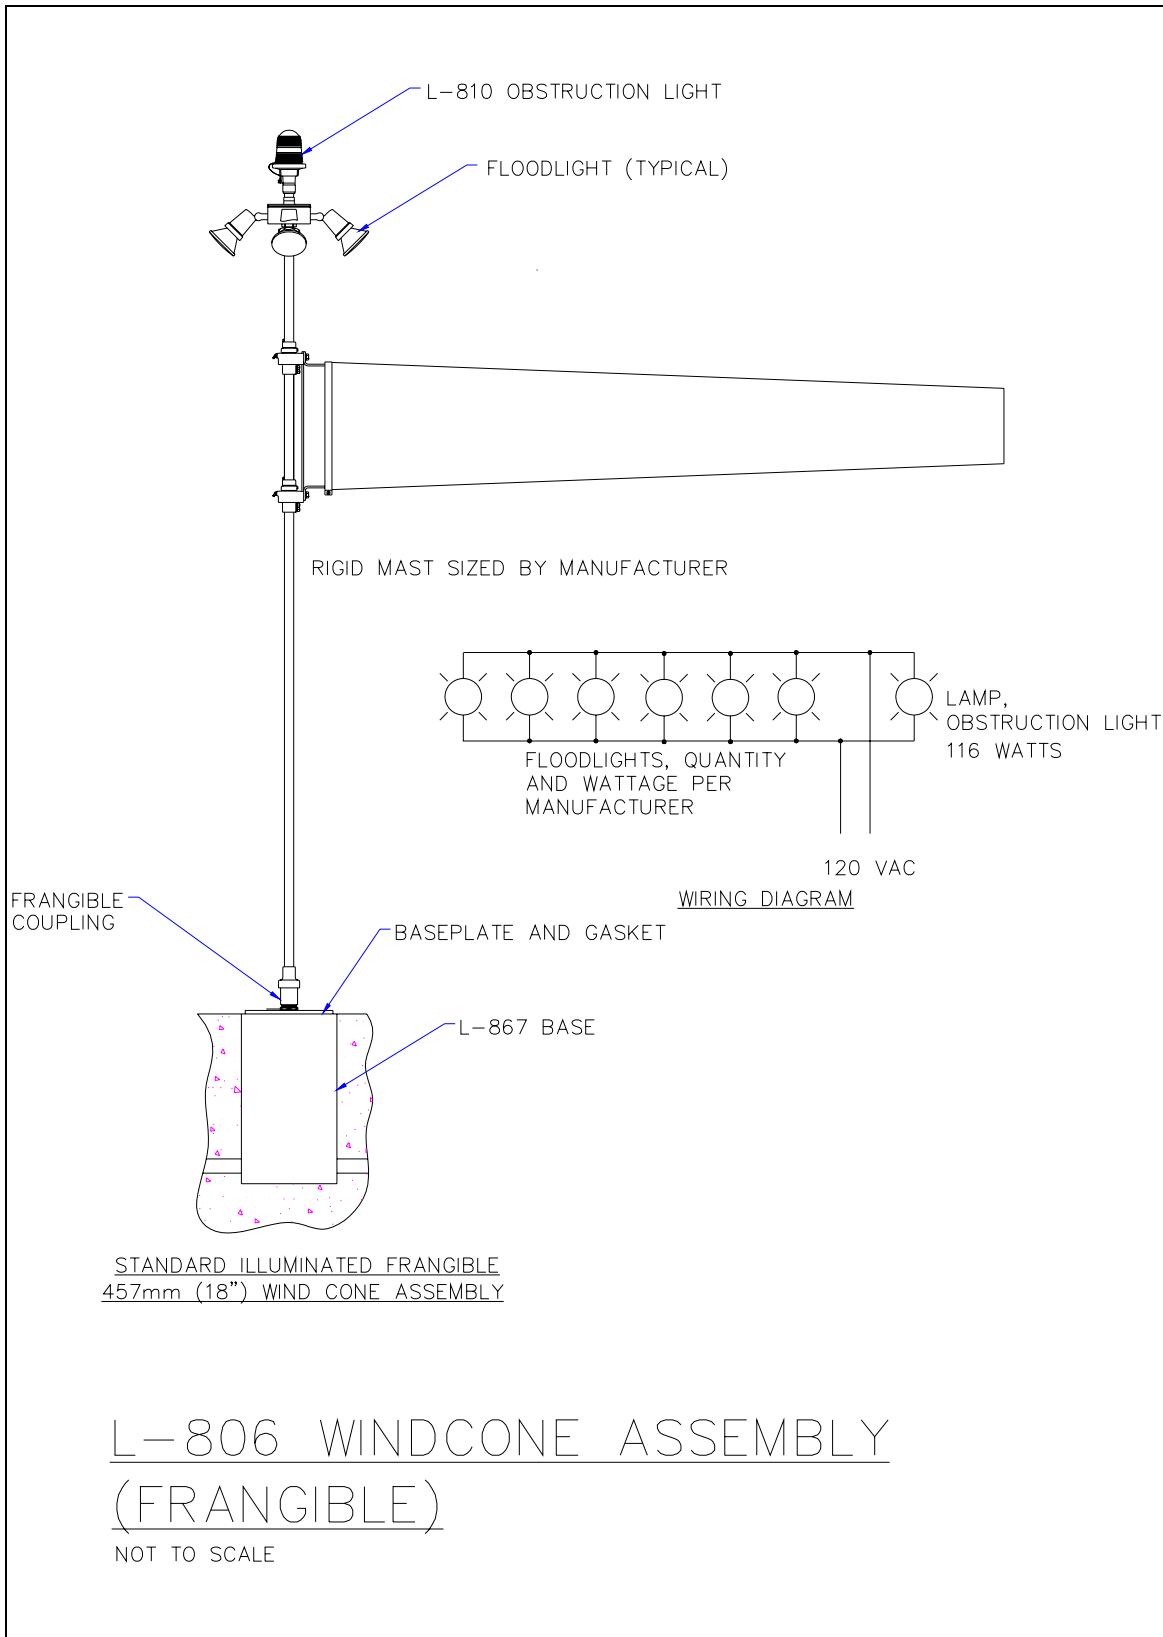 L-810 OBSTRUCTION LIGHT
FLOODLIGHT (TYPICAL)
RIGID MAST SIZED BY MANUFACTURER
LAMP,
OBSTRUCTION LIGHT
116 WATTS
FLOODLIGHTS, QUANTITY
AND WATTAGE PER
MANUFACTURER
120 VAC
WIRING DIAGRAM
FRANGIBLE
COUPLING
BASEPLATE AND GASKET
L-867 BASE
STANDARD ILLUMINATED FRANGIBLE
457mm (18") WIND CONE ASSEMBLY
L-806 WINDCONE ASSEMBLY
(FRANGIBLE)
NOT TO SCALE